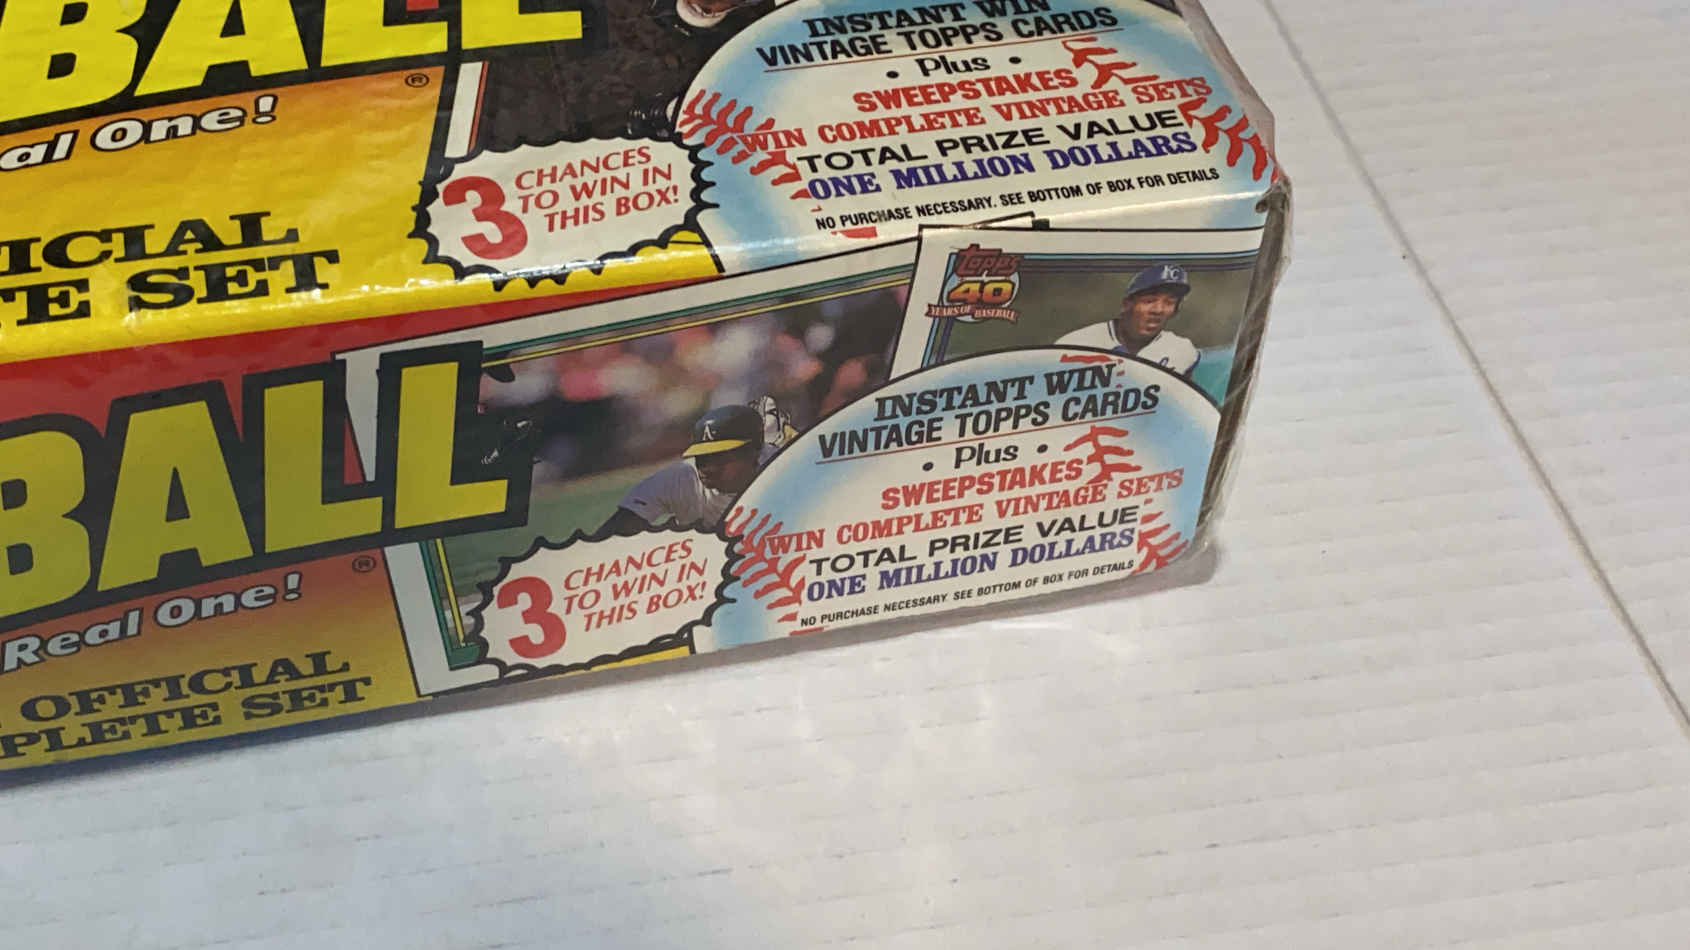 BALL
®
al One!
ICIAL
E SET
3
CHANCES
TO WIN IN
THIS BOX!
INSTANT WIN
VINTAGE TOPPS CARDS
• Plus •
SWEEPSTAKES
WIN COMPLETE VINTAGE SETS
TOTAL PRIZE VALUE
ONE MILLION DOLLARS
NO PURCHASE NECESSARY. SEE BOTTOM OF BOX FOR DETAILS
BALL
®
Real One!
OFFICIAL
PLETE SET
A's
Topps
40
YEARS OF BASEBALL
KC
3
CHANCES
TO WIN IN
THIS BOX!
INSTANT WIN
VINTAGE TOPPS CARDS
• Plus •
SWEEPSTAKES
WIN COMPLETE VINTAGE SETS
TOTAL PRIZE VALUE
ONE MILLION DOLLARS
NO PURCHASE NECESSARY. SEE BOTTOM OF BOX FOR DETAILS